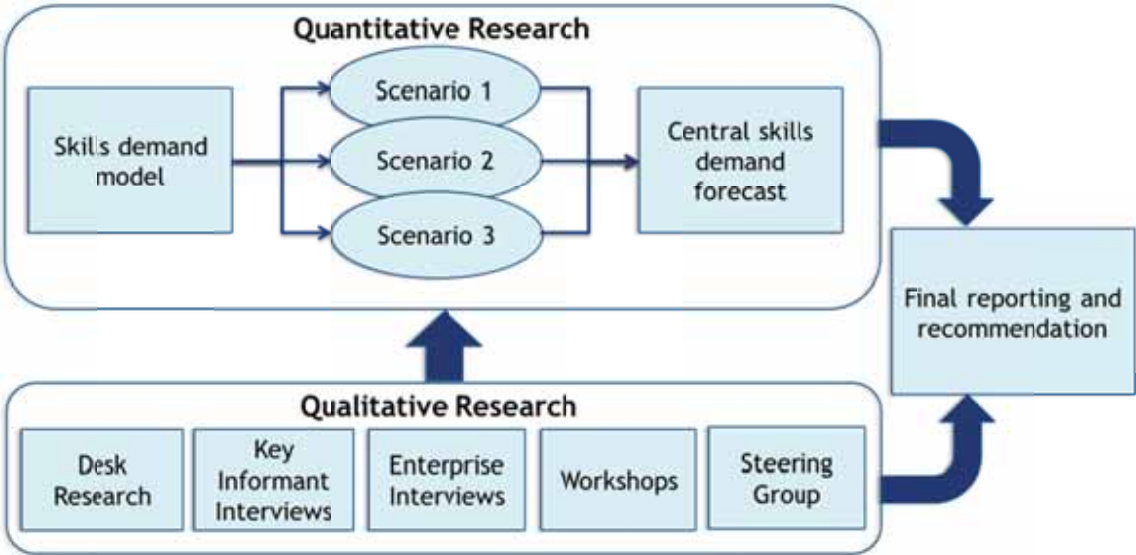 Quantitative Research
Skills demand
model
Scenario 1
Scenario 2
Scenario 3
Central skills
demand
forecast
Final reporting and
recommendation
Qualitative Research
Desk
Research
Key
Informant
Interviews
Enterprise
Interviews
Workshops
Steering
Group